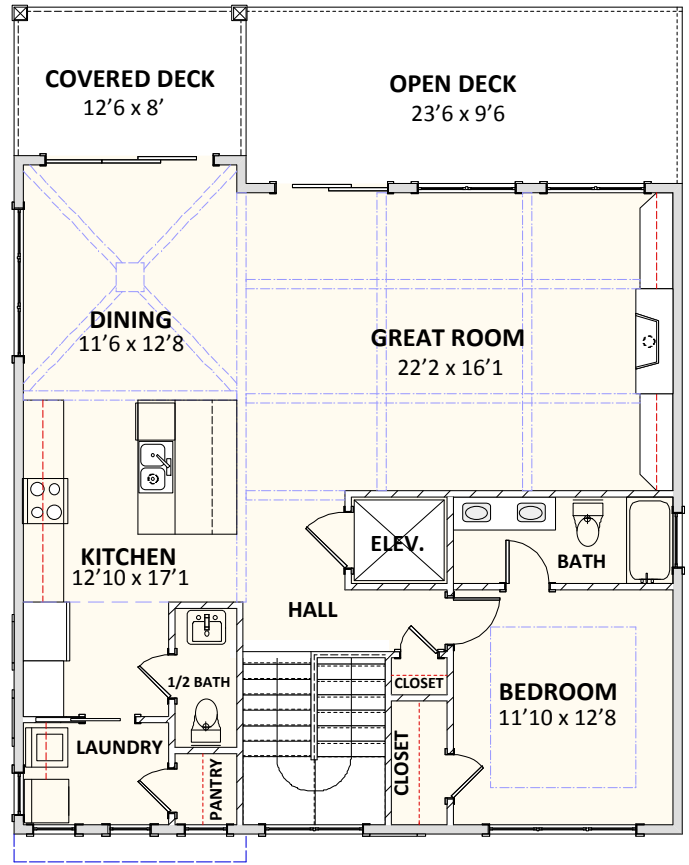 COVERED DECK
12’6 x 8’
OPEN DECK
23’6 x 9’6
DINING
11’6 x 12’8
GREAT ROOM
22’2 x 16’1
ELEV.
BATH
KITCHEN
12’10 x 17’1
HALL
1/2 BATH
CLOSET
BEDROOM
11’10 x 12’8
LAUNDRY
PANTRY
CLOSET